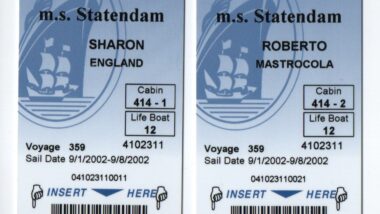 m.s. Statendam
SHARON
ENGLAND
Cabin
414 - 1
Life Boat
12
4102311
Voyage 359
Sail Date 9/1/2002-9/8/2002
041023110011
INSERT HERE
m.s. Statendam
ROBERTO
MASTROCOLA
Cabin
414 - 2
Life Boat
12
4102311
Voyage 359
Sail Date 9/1/2002-9/8/2002
041023110021
INSERT HERE